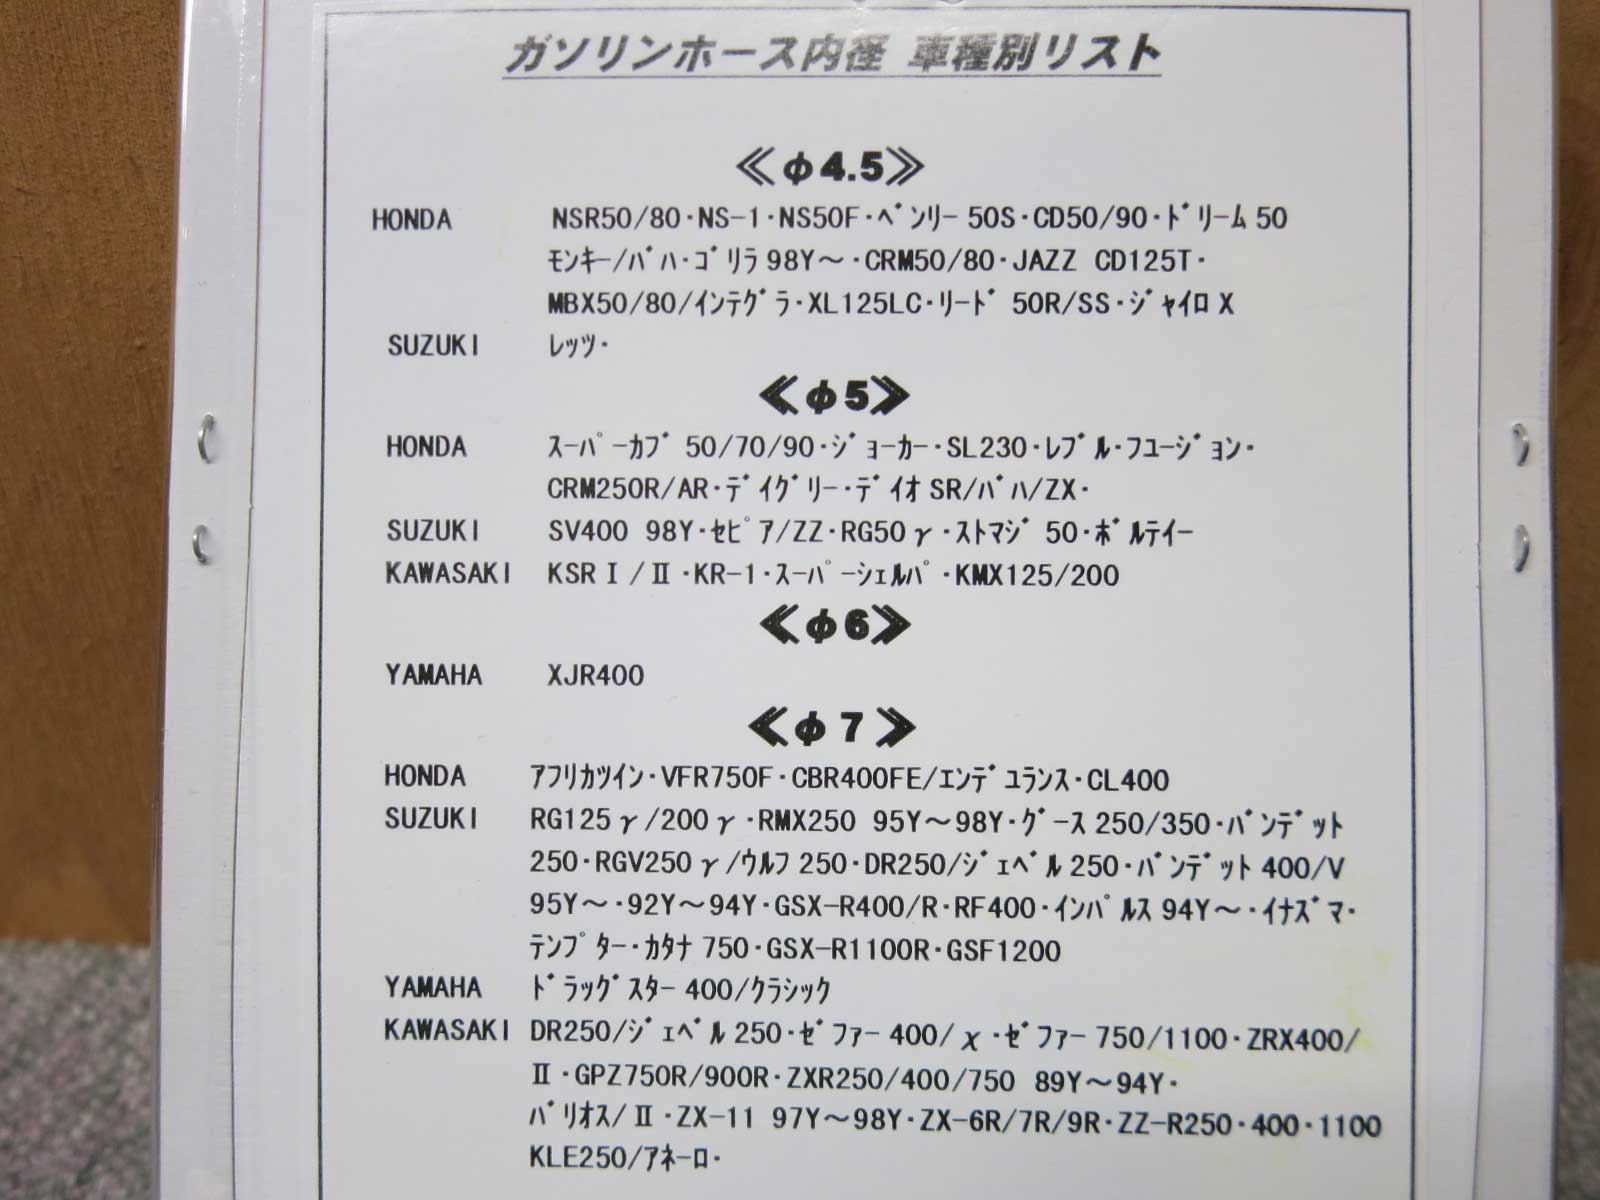 ガソリンホース内径 車種別リスト
≪φ4.5≫
HONDA NSR50/80・NS-1・NS50F・ﾍﾞﾝﾘｰ50S・CD50/90・ﾄﾞﾘｰﾑ50
ﾓﾝｷｰ/ﾊﾞﾊ・ｺﾞﾘﾗ98Y～・CRM50/80・JAZZ CD125T・
MBX50/80/ｲﾝﾃｸﾞﾗ・XL125LC・ﾘｰﾄﾞ50R/SS・ｼﾞｬｲﾛX
SUZUKI ﾚｯﾂ・
≪φ5≫
HONDA ｽｰﾊﾟｰｶﾌﾞ50/70/90・ｼﾞｮｰｶｰ・SL230・ﾚﾌﾞﾙ・ﾌﾕｰｼﾞｮﾝ・
CRM250R/AR・ﾃﾞｲｸﾞﾘｰ・ﾃﾞｲｵSR/ﾊﾞﾊ/ZX・
SUZUKI SV400 98Y・ｾﾋﾟｱ/ZZ・RG50γ・ｽﾄﾏｼﾞ50・ﾎﾞﾙﾃｲｰ
KAWASAKI KSRⅠ/Ⅱ・KR-1・ｽｰﾊﾟｰｼｪﾙﾊﾟ・KMX125/200
≪φ6≫
YAMAHA XJR400
≪φ7≫
HONDA ｱﾌﾘｶﾂｲﾝ・VFR750F・CBR400FE/ｴﾝﾃﾞｭﾗﾝｽ・CL400
SUZUKI RG125γ/200γ・RMX250 95Y～98Y・ｸﾞｰｽ250/350・ﾊﾞﾝﾃﾞｯﾄ
250・RGV250γ/ｳﾙﾌ250・DR250/ｼﾞｪﾍﾞﾙ250・ﾊﾞﾝﾃﾞｯﾄ400/V
95Y～・92Y～94Y・GSX-R400/R・RF400・ｲﾝﾊﾟﾙｽ94Y～・ｲﾅｽﾞﾏ・
ﾃﾝﾌﾟﾀｰ・ｶﾀﾅ750・GSX-R1100R・GSF1200
YAMAHA ﾄﾞﾗｯｸﾞｽﾀｰ400/ｸﾗｼｯｸ
KAWASAKI DR250/ｼﾞｪﾍﾞﾙ250・ｾﾞﾌｧｰ400/χ・ｾﾞﾌｧｰ750/1100・ZRX400/
Ⅱ・GPZ750R/900R・ZXR250/400/750 89Y～94Y・
ﾊﾞﾘｵｽ/Ⅱ・ZX-11 97Y～98Y・ZX-6R/7R/9R・ZZ-R250・400・1100
KLE250/ｱﾈｰﾛ・